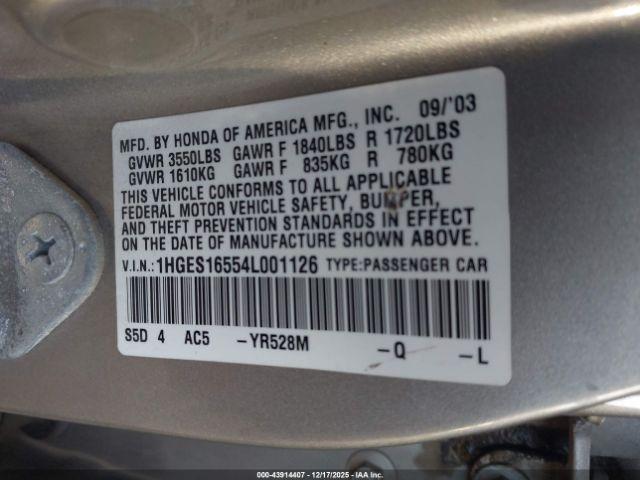 MFD. BY HONDA OF AMERICA MFG., INC. 09/'03
GVWR 3550LBS GAWR F 1840LBS R 1720LBS
GVWR 1610KG GAWR F 835KG R 780KG
THIS VEHICLE CONFORMS TO ALL APPLICABLE
FEDERAL MOTOR VEHICLE SAFETY, BUMPER,
AND THEFT PREVENTION STANDARDS IN EFFECT
ON THE DATE OF MANUFACTURE SHOWN ABOVE.
V.I.N.: 1HGES16554L001126 TYPE:PASSENGER CAR
S5D 4 AC5 -YR528M -Q -L
000-43914407 - 12/17/2025 - IAAI.COM